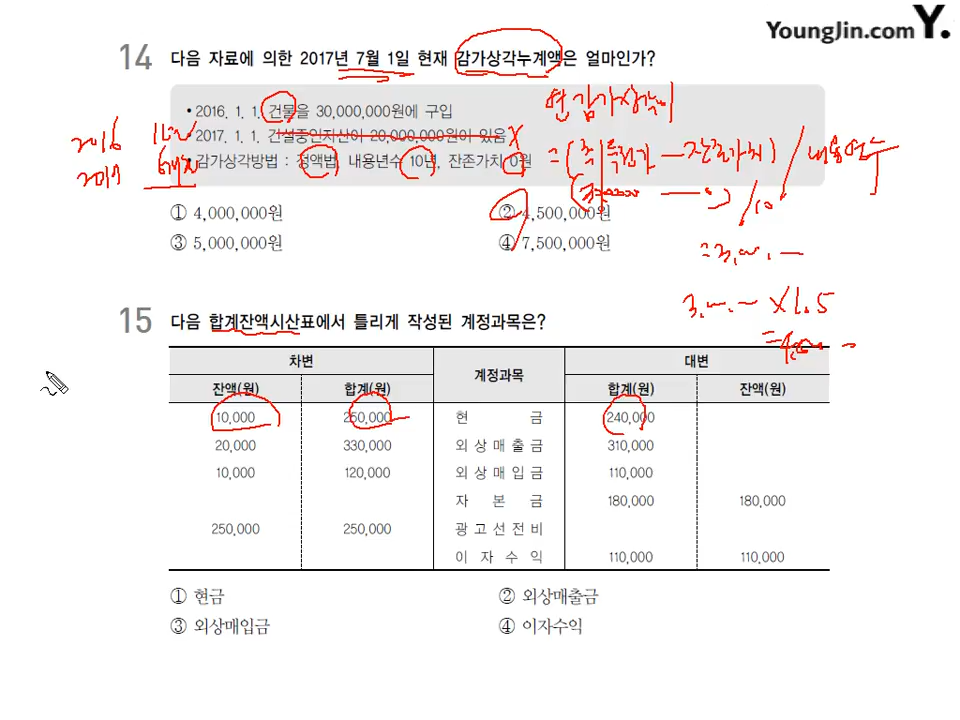 YoungJin.com Y.
14 다음 자료에 의한 2017년 7월 1일 현재 감가상각누계액은 얼마인가?
연 감가상각비
• 2016. 1. 1. 건물을 30,000,000원에 구입
2016 1년
• 2017. 1. 1. 건설중인자산이 20,000,000원이 있음 X
2017 6개월
• 감가상각방법 : 정액법, 내용년수 10년, 잔존가치 0원
= (취득원가 — 잔존가치) / 내용연수
/ 10
① 4,000,000원 ② 4,500,000원
③ 5,000,000원 ④ 7,500,000원
X 1.5
15 다음 합계잔액시산표에서 틀리게 작성된 계정과목은?
차변 계정과목 대변
잔액(원) 합계(원) 합계(원) 잔액(원)
10,000 250,000 현 금 240,000
20,000 330,000 외 상 매 출 금 310,000
10,000 120,000 외 상 매 입 금 110,000
자 본 금 180,000 180,000
250,000 250,000 광 고 선 전 비
이 자 수 익 110,000 110,000
① 현금 ② 외상매출금
③ 외상매입금 ④ 이자수익